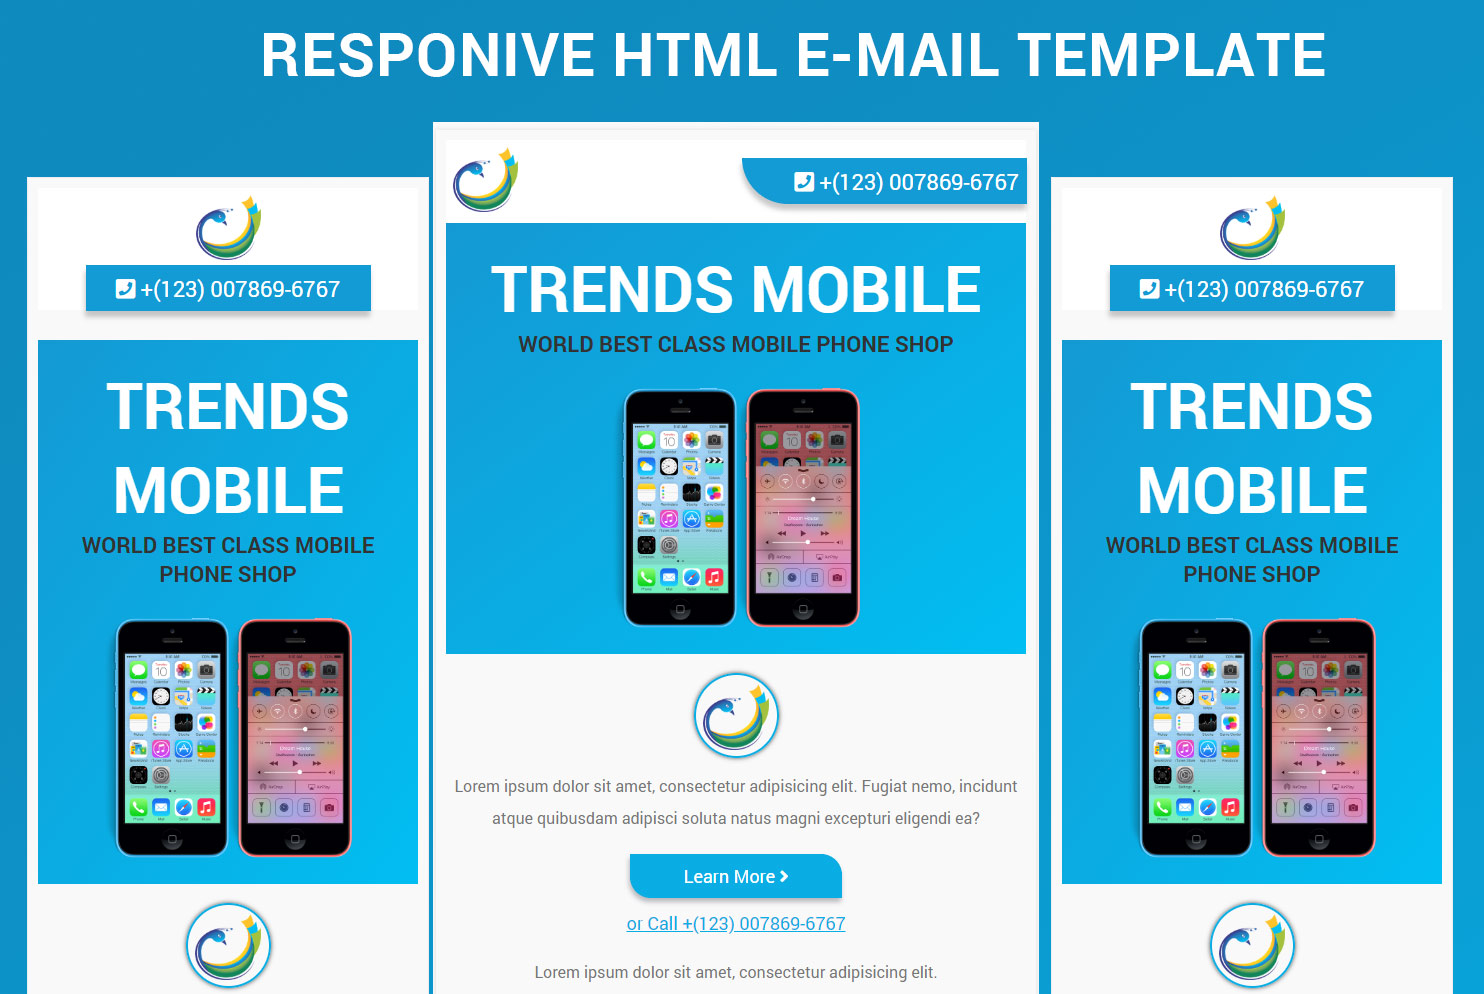 RESPONIVE HTML E-MAIL TEMPLATE
+(123) 007869-6767
TRENDS
MOBILE
WORLD BEST CLASS MOBILE
PHONE SHOP
+(123) 007869-6767
TRENDS MOBILE
WORLD BEST CLASS MOBILE PHONE SHOP
Lorem ipsum dolor sit amet, consectetur adipisicing elit. Fugiat nemo, incidunt
atque quibusdam adipisci soluta natus magni excepturi eligendi ea?
Learn More
or Call +(123) 007869-6767
Lorem ipsum dolor sit amet, consectetur adipisicing elit.
+(123) 007869-6767
TRENDS
MOBILE
WORLD BEST CLASS MOBILE
PHONE SHOP